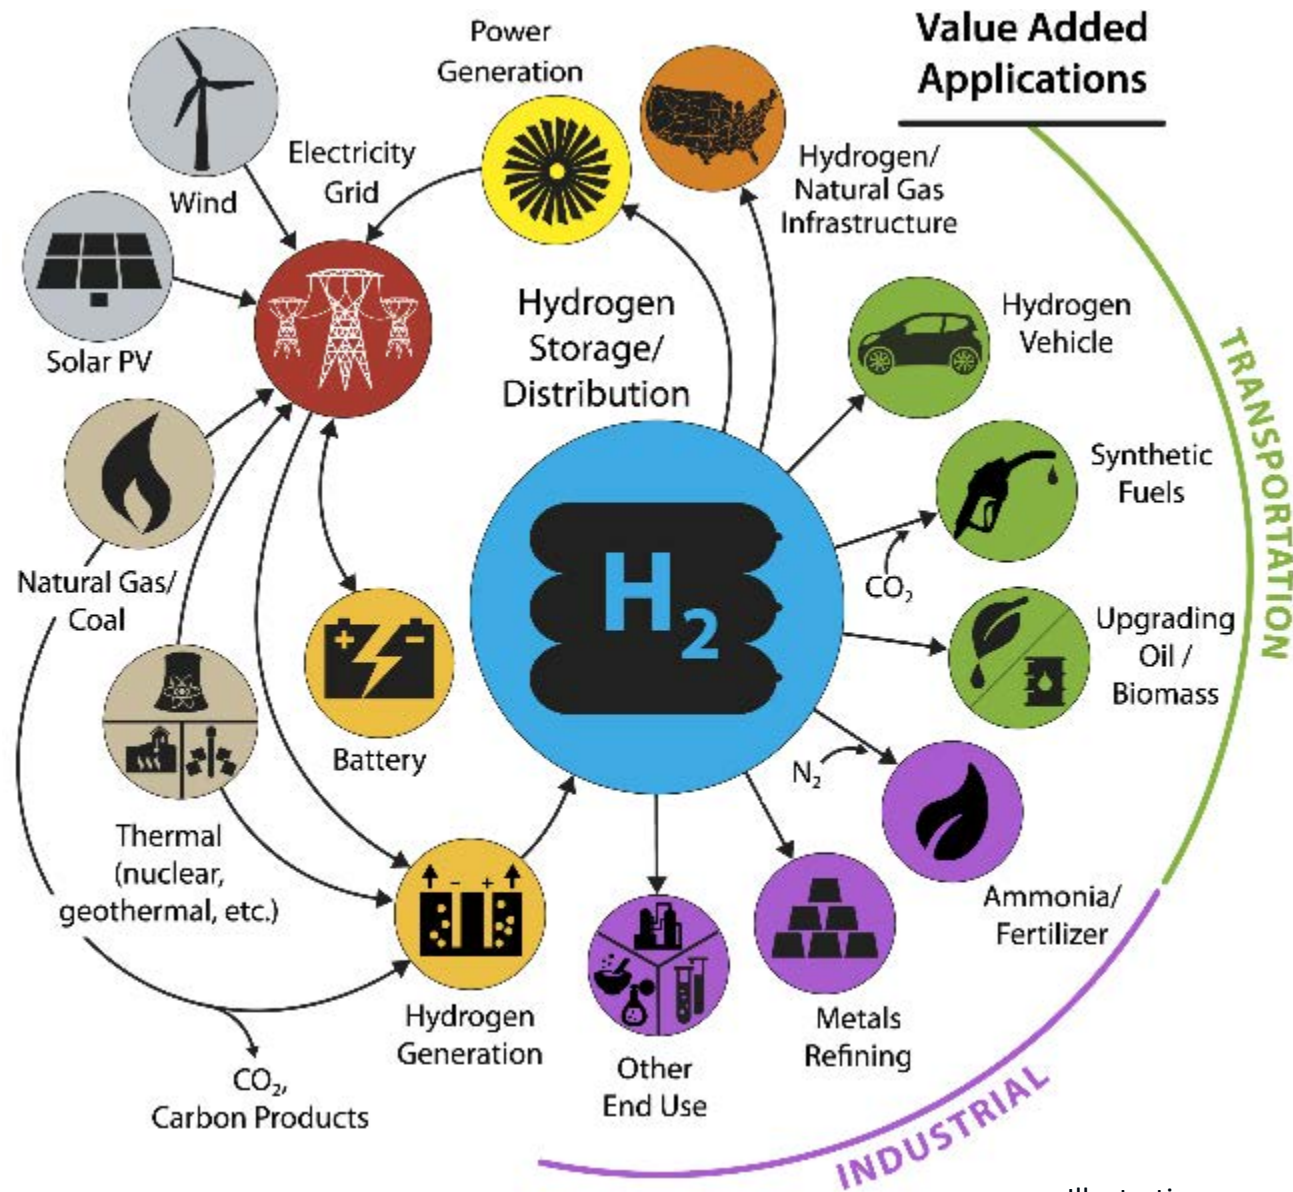 Value Added
Applications
Power
Generation
Electricity
Grid
Wind
Hydrogen/
Natural Gas
Infrastructure
Solar PV
Hydrogen
Storage/
Distribution
Hydrogen
Vehicle
TRANSPORTATION
Synthetic
Fuels
Natural Gas/
Coal
H₂
CO₂
Upgrading
Oil /
Biomass
+ −
Battery
N₂
Thermal
(nuclear,
geothermal, etc.)
− +
Ammonia/
Fertilizer
Hydrogen
Generation
Metals
Refining
Other
End Use
CO₂,
Carbon Products
INDUSTRIAL